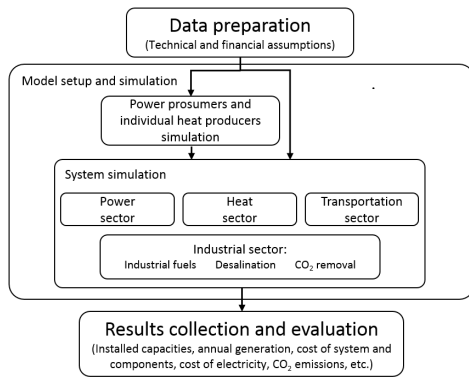 Data preparation
(Technical and financial assumptions)
Model setup and simulation
Power prosumers and
individual heat producers
simulation
System simulation
Power
sector
Heat
sector
Transportation
sector
Industrial sector:
Industrial fuels Desalination CO₂ removal
Results collection and evaluation
(Installed capacities, annual generation, cost of system and
components, cost of electricity, CO₂ emissions, etc.)